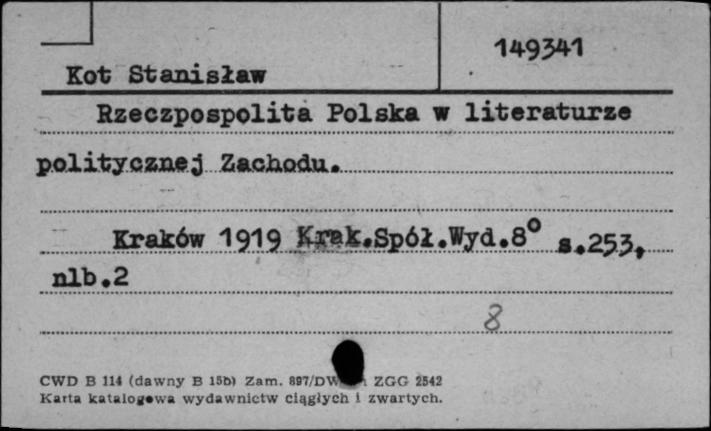 149341
Kot Stanisław
Rzeczpospolita Polska w literaturze
politycznej Zachodu.
Kraków 1919 Krak.Spół.Wyd.8° s.253,
nlb.2
8
CWD B 114 (dawny B 15b) Zam. 897/DW ZGG 2542
Karta katalogowa wydawnictw ciągłych i zwartych.